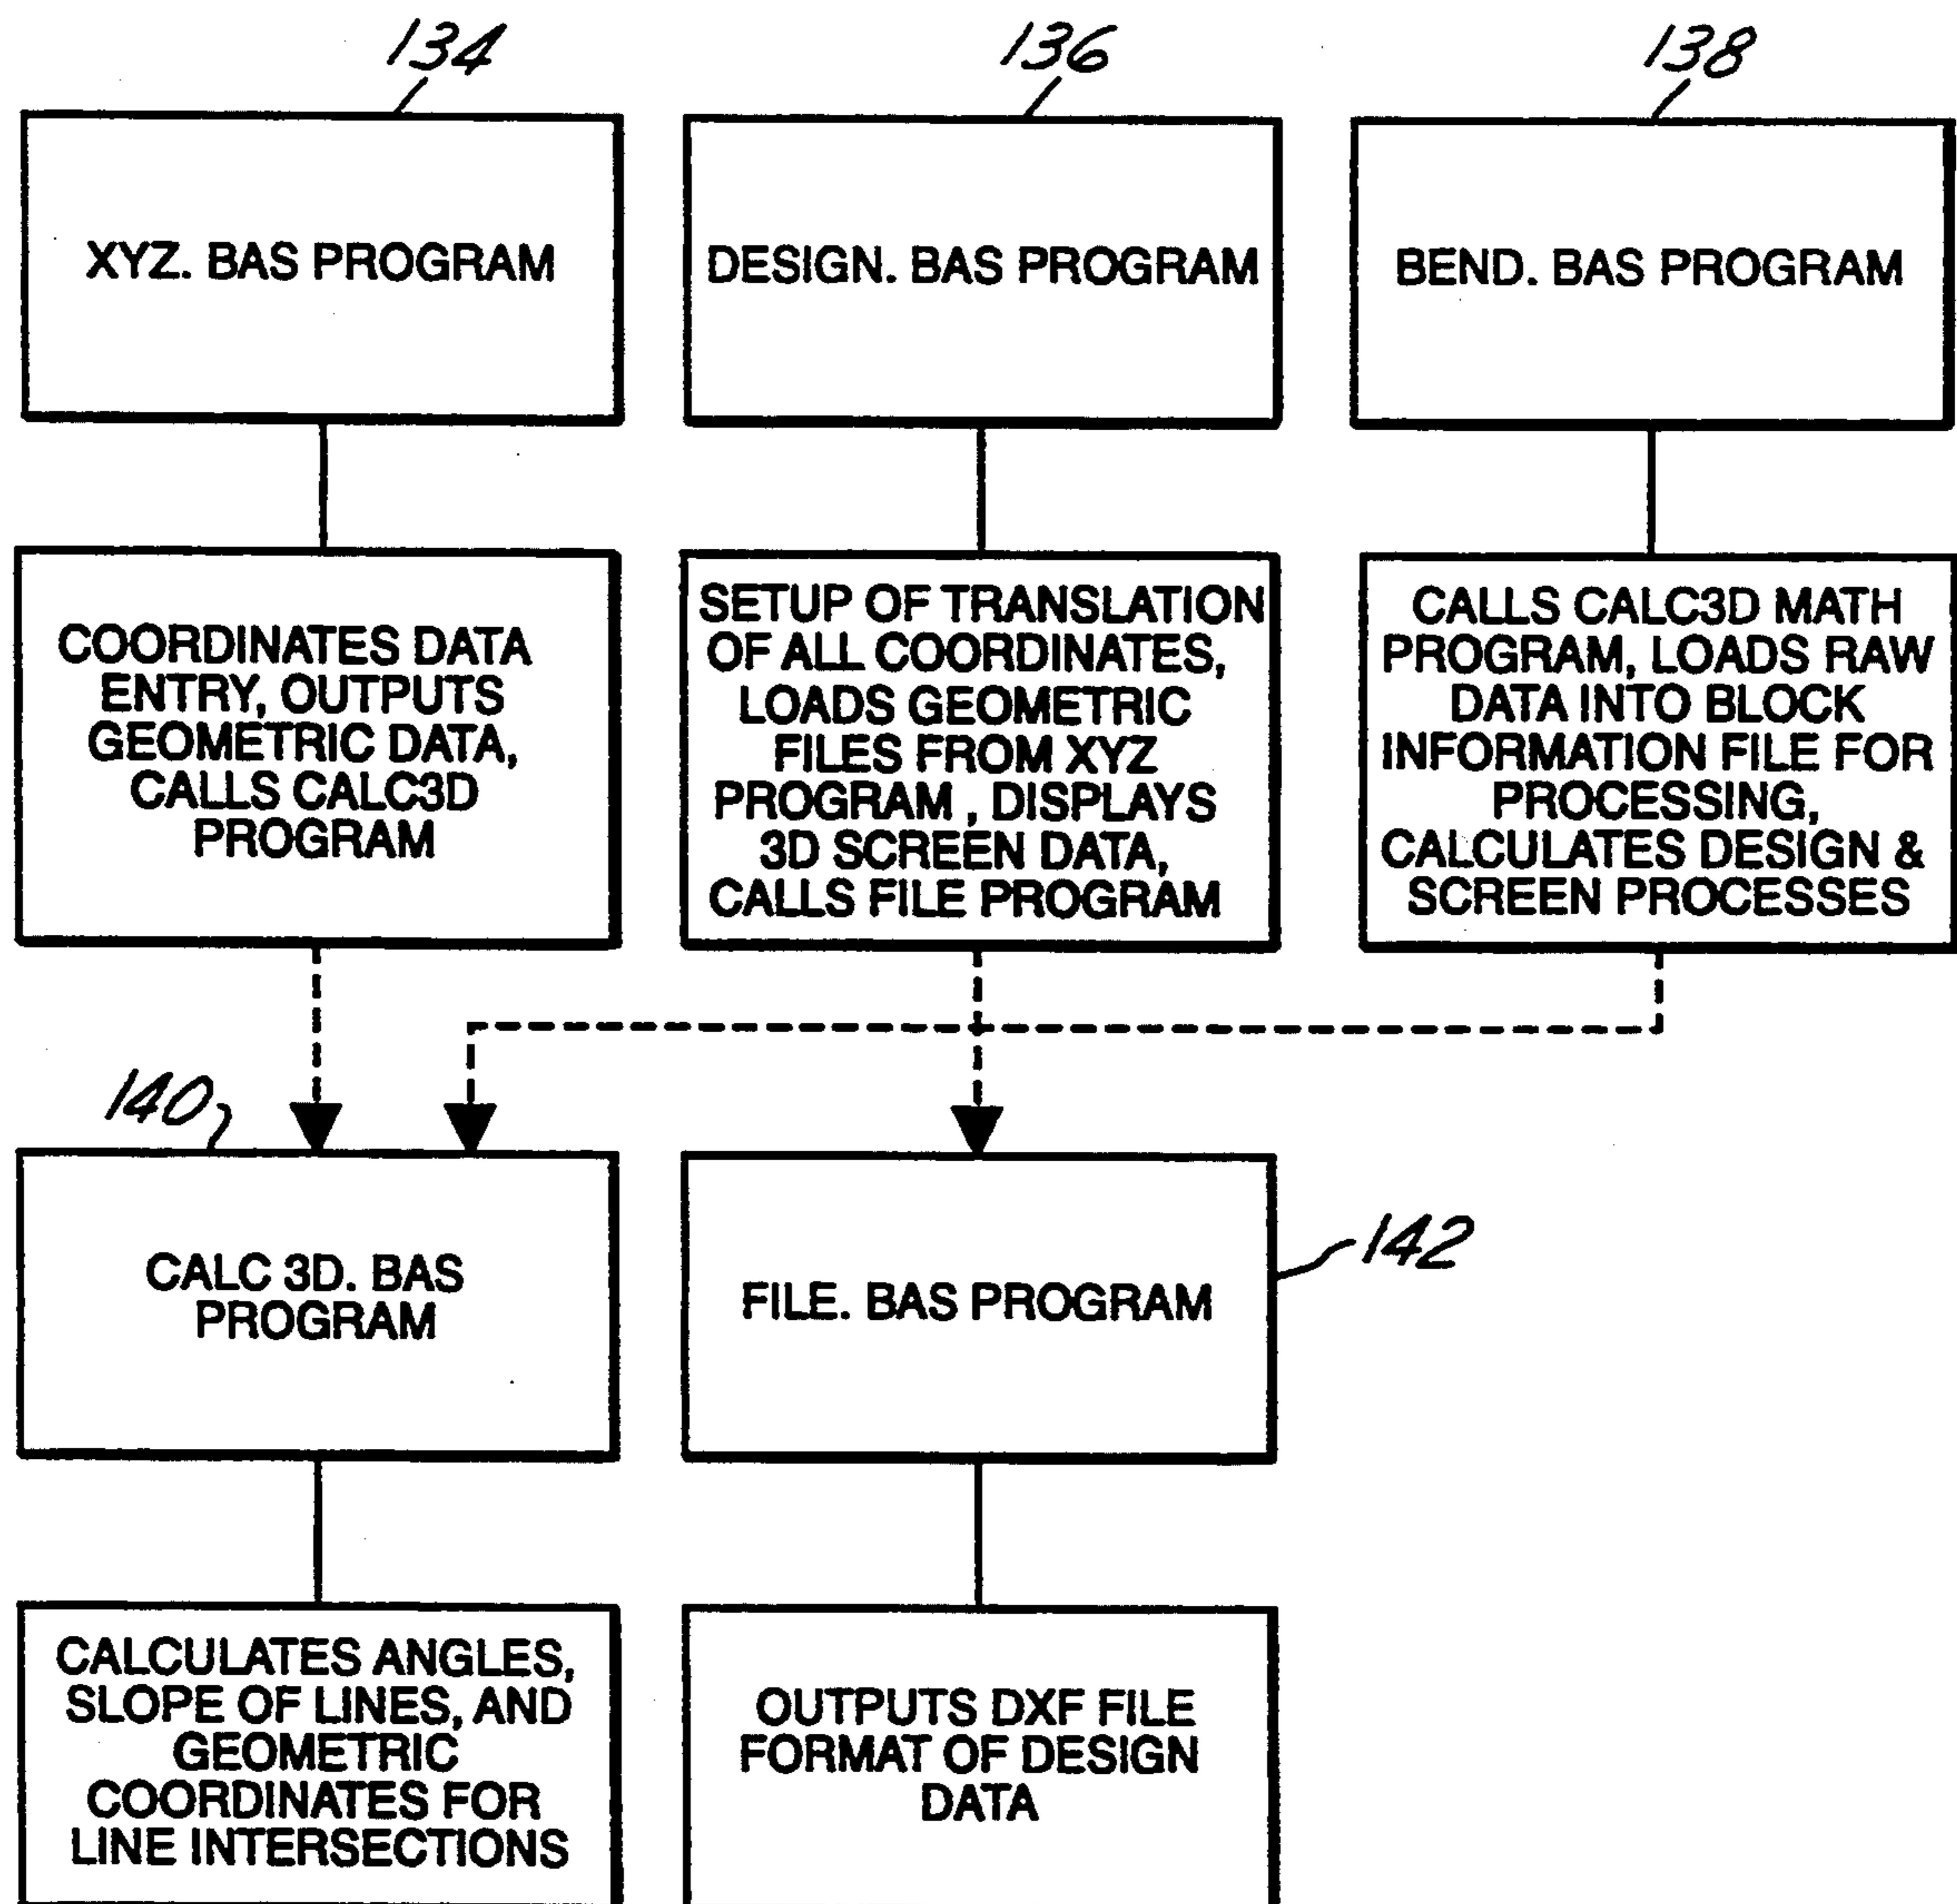 134
136
138
XYZ. BAS PROGRAM
DESIGN. BAS PROGRAM
BEND. BAS PROGRAM
COORDINATES DATA
ENTRY, OUTPUTS
GEOMETRIC DATA,
CALLS CALC3D
PROGRAM
SETUP OF TRANSLATION
OF ALL COORDINATES,
LOADS GEOMETRIC
FILES FROM XYZ
PROGRAM , DISPLAYS
3D SCREEN DATA,
CALLS FILE PROGRAM
CALLS CALC3D MATH
PROGRAM, LOADS RAW
DATA INTO BLOCK
INFORMATION FILE FOR
PROCESSING,
CALCULATES DESIGN &
SCREEN PROCESSES
140
CALC 3D. BAS
PROGRAM
FILE. BAS PROGRAM
142
CALCULATES ANGLES,
SLOPE OF LINES, AND
GEOMETRIC
COORDINATES FOR
LINE INTERSECTIONS
OUTPUTS DXF FILE
FORMAT OF DESIGN
DATA